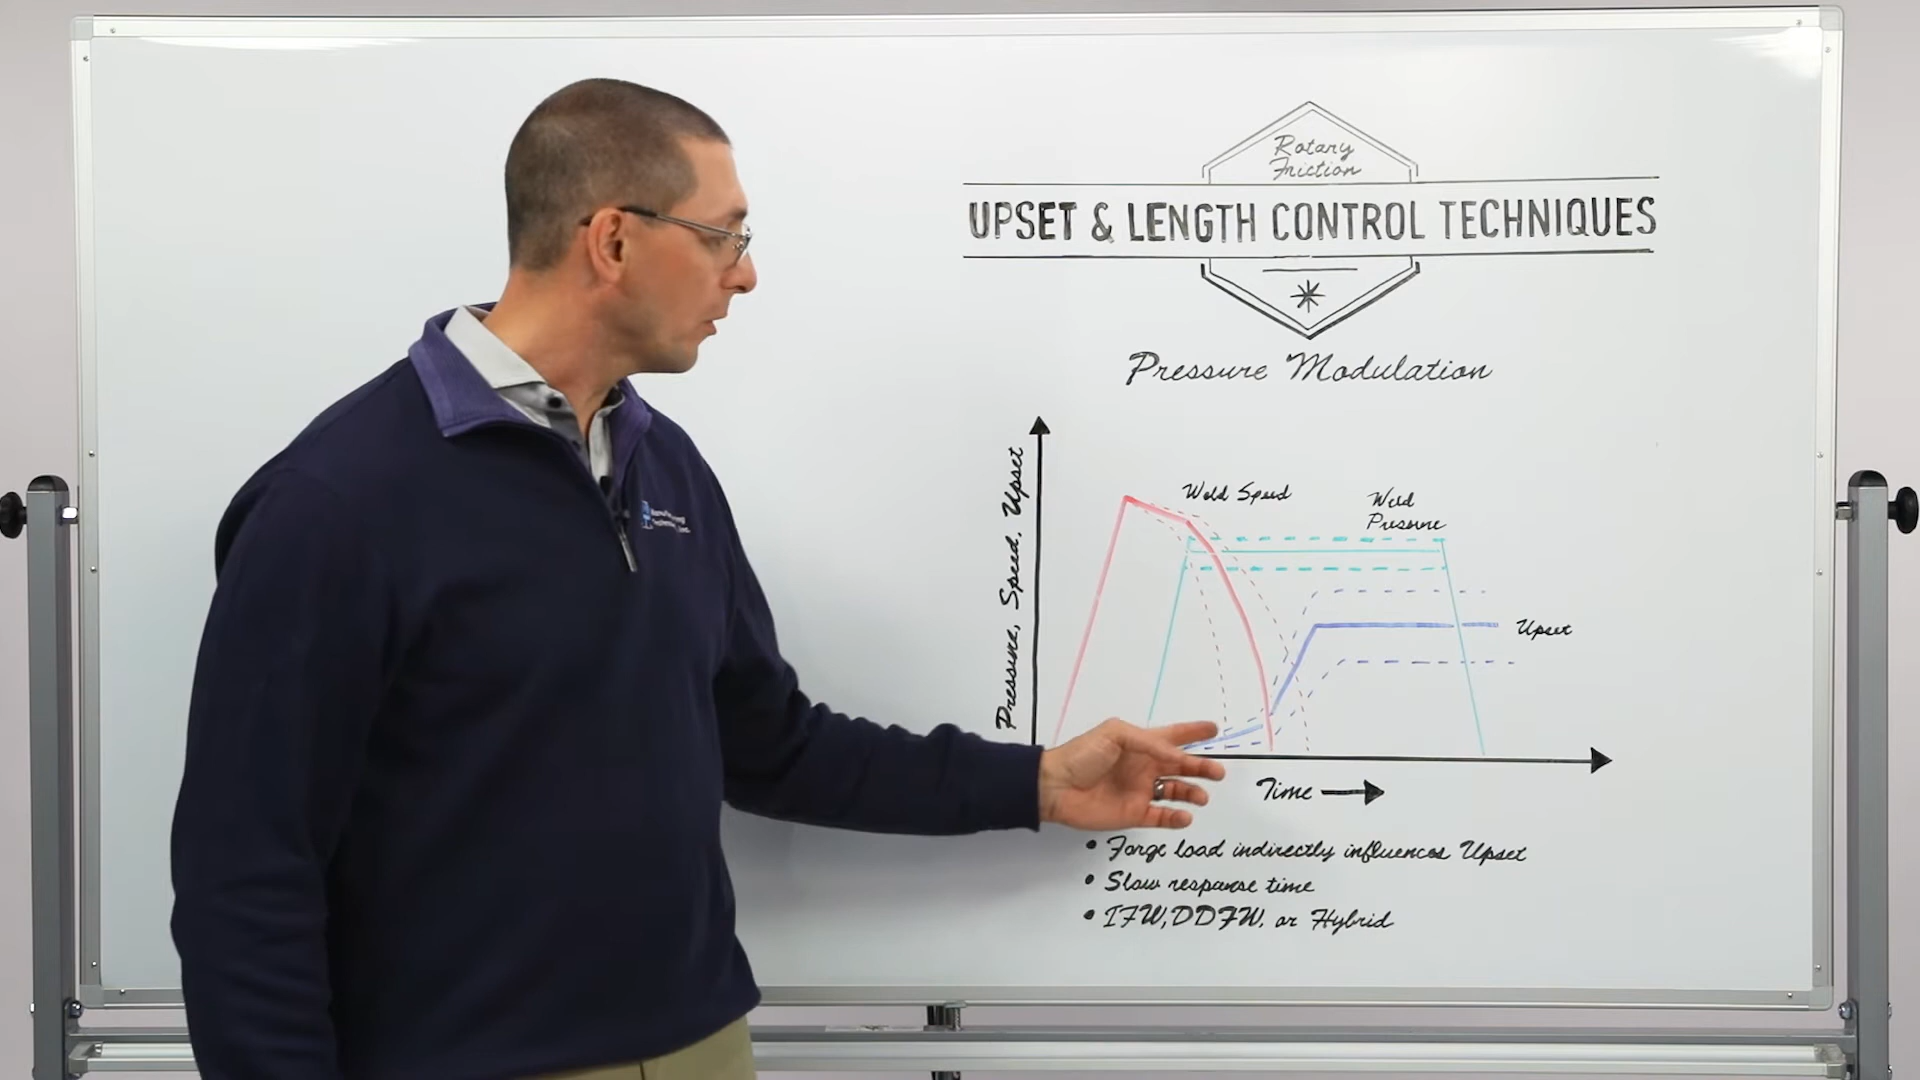 Rotary
Friction
UPSET & LENGTH CONTROL TECHNIQUES
Pressure Modulation
Pressure, Speed, Upset
Weld Speed
Weld
Pressure
Upset
Time
• Forge load indirectly influences Upset
• Slow response time
• IFW, DDFW, or Hybrid